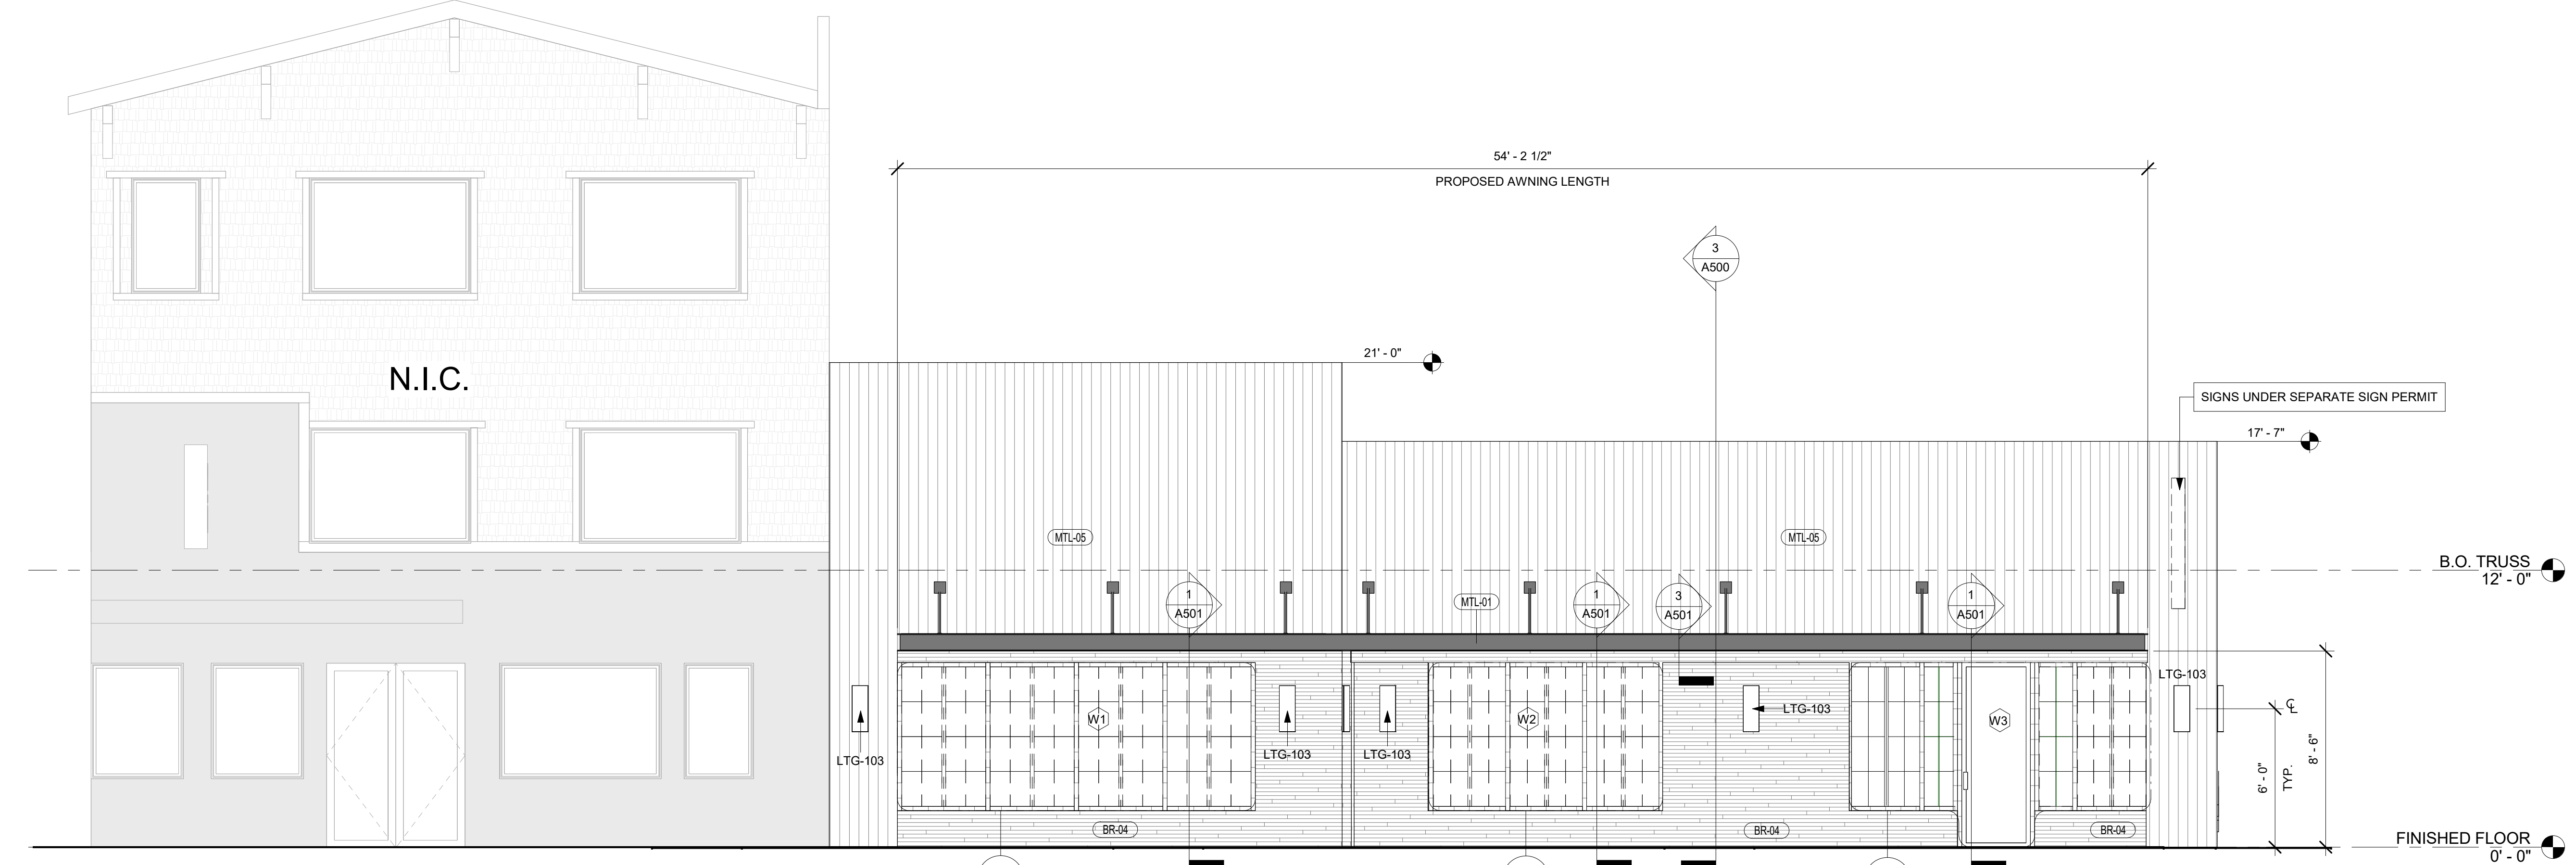 54' - 2 1/2"
PROPOSED AWNING LENGTH
3
A500
21' - 0"
N.I.C.
SIGNS UNDER SEPARATE SIGN PERMIT
17' - 7"
MTL-05
MTL-05
B.O. TRUSS
12' - 0"
1
A501
MTL-01
1
A501
3
A501
1
A501
LTG-103
W1
W2
LTG-103
W3
℄
LTG-103
LTG-103
LTG-103
6' - 0"
TYP.
8' - 6"
BR-04
BR-04
BR-04
FINISHED FLOOR
0' - 0"